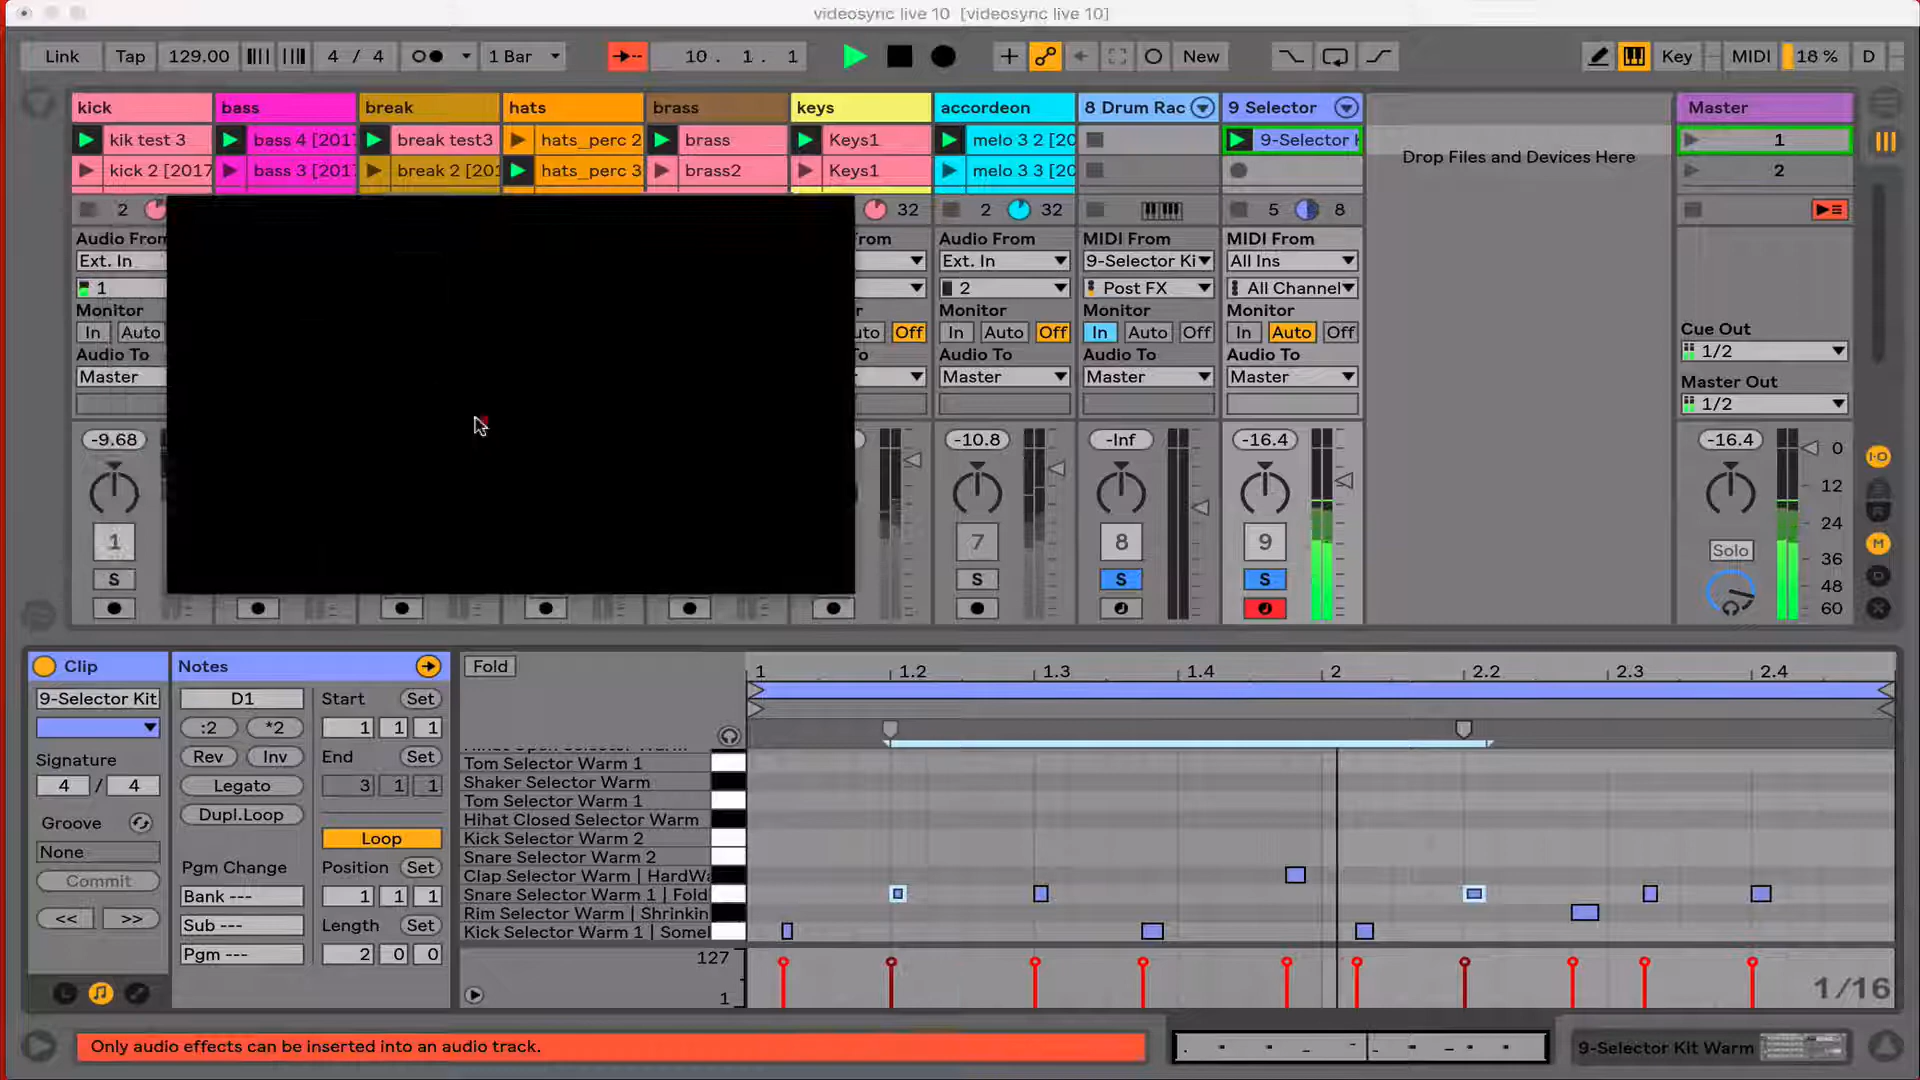 videosync live 10  [videosync live 10]
Link Tap 129.00 4 / 4 1 Bar 10 . 1 . 1 New Key MIDI 18 % D
kick bass break hats brass keys accordeon 8 Drum Rac 9 Selector Master
kik test 3 bass 4 [201 break test3 hats_perc 2 brass Keys1 melo 3 2 [20 9-Selector 1
kick 2 [2017 bass 3 [201 break 2 [20 hats_perc 3 brass2 Keys1 melo 3 3 [20 2
Drop Files and Devices Here
2 32 2 32 5 8
Audio From rom Audio From MIDI From MIDI From
Ext. In Ext. In 9-Selector Ki All Ins
1 2 Post FX All Channel
Monitor r Monitor Monitor Monitor
In Auto uto Off In Auto Off In Auto Off In Auto Off
Cue Out
1/2
Audio To To Audio To Audio To Audio To
Master Master Master Master
Master Out
1/2
-9.68 -10.8 -Inf -16.4 -16.4 0
12
24
36
48
60
1 7 8 9 Solo
S S S S
I·O
R
M
D
X
Clip Notes Fold 1 1.2 1.3 1.4 2 2.2 2.3 2.4
9-Selector Kit D1 Start Set
:2 *2 1 1 1
Signature Rev Inv End Set
4 / 4 Legato 3 1 1
Groove Dupl.Loop
None Loop
Commit Pgm Change Position Set
Bank --- 1 1 1
<< >> Sub --- Length Set
Pgm --- 2 0 0
Hihat Open Selector Warm
Tom Selector Warm 1
Shaker Selector Warm
Tom Selector Warm 1
Hihat Closed Selector Warm
Kick Selector Warm 2
Snare Selector Warm 2
Clap Selector Warm | HardWa
Snare Selector Warm 1 | Fold
Rim Selector Warm | Shrinkin
Kick Selector Warm 1 | Some
127
1
1/16
Only audio effects can be inserted into an audio track.
9-Selector Kit Warm